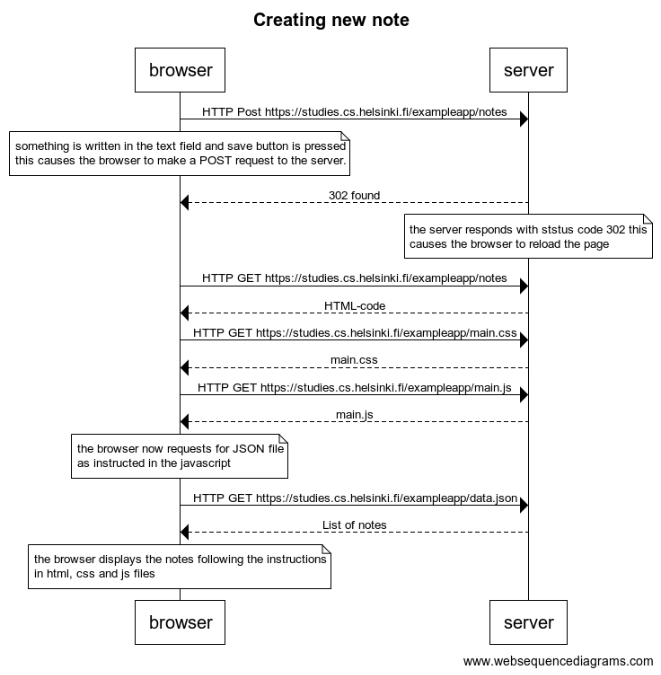 Creating new note
browser
server
HTTP Post https://studies.cs.helsinki.fi/exampleapp/notes
something is written in the text field and save button is pressed
this causes the browser to make a POST request to the server.
302 found
the server responds with ststus code 302 this
causes the browser to reload the page
HTTP GET https://studies.cs.helsinki.fi/exampleapp/notes
HTML-code
HTTP GET https://studies.cs.helsinki.fi/exampleapp/main.css
main.css
HTTP GET https://studies.cs.helsinki.fi/exampleapp/main.js
main.js
the browser now requests for JSON file
as instructed in the javascript
HTTP GET https://studies.cs.helsinki.fi/exampleapp/data.json
List of notes
the browser displays the notes following the instructions
in html, css and js files
browser
server
www.websequencediagrams.com